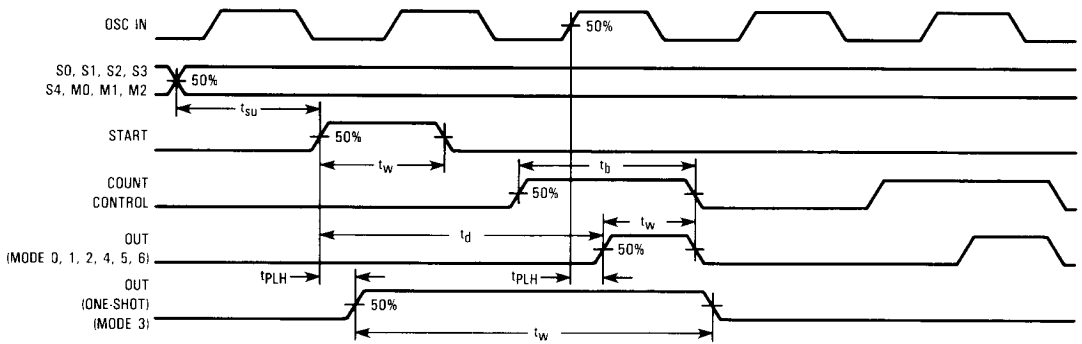 OSC IN
50%
S0, S1, S2, S3
S4, M0, M1, M2
50%
tsu
START
50%
tw
tb
COUNT
CONTROL
50%
td
tw
OUT
(MODE 0, 1, 2, 4, 5, 6)
50%
tPLH
tPLH
OUT
(ONE-SHOT)
(MODE 3)
50%
tw